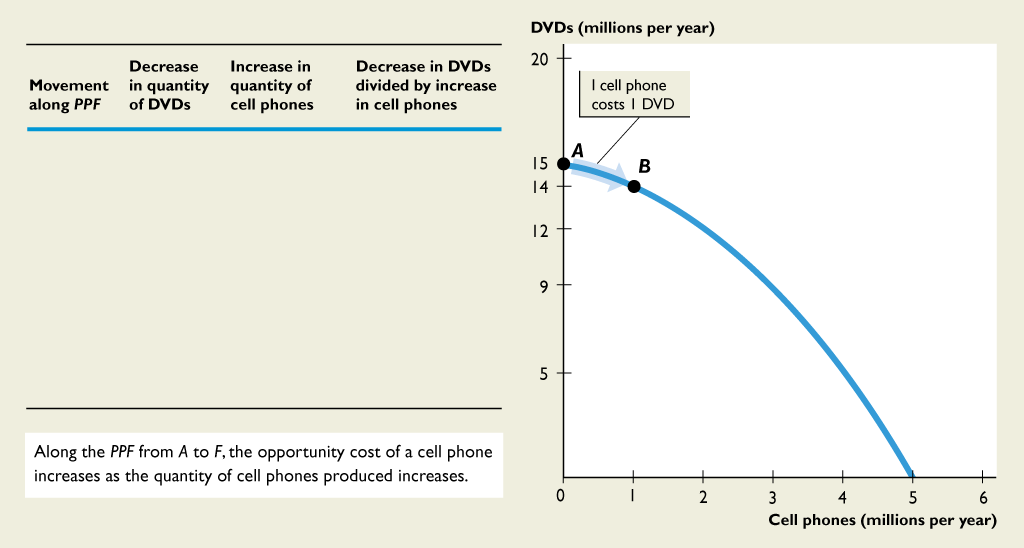 Movement
along PPF
Decrease
in quantity
of DVDs
Increase in
quantity of
cell phones
Decrease in DVDs
divided by increase
in cell phones
Along the PPF from A to F, the opportunity cost of a cell phone
increases as the quantity of cell phones produced increases.
DVDs (millions per year)
20
15
14
12
9
5
1 cell phone
costs 1 DVD
A
B
0 1 2 3 4 5 6
Cell phones (millions per year)